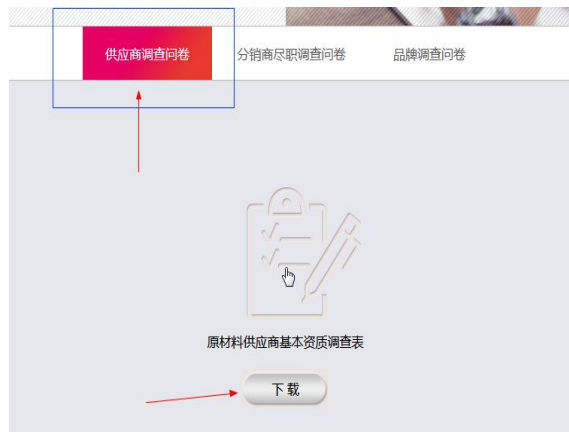 供应商调查问卷 分销商尽职调查问卷 品牌调查问卷
原材料供应商基本资质调查表
下载